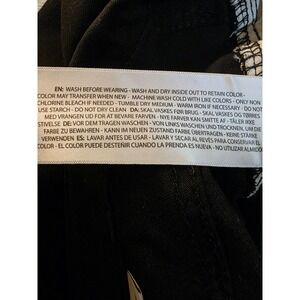 EN: WASH BEFORE WEARING - WASH AND DRY INSIDE OUT TO RETAIN COLOR -
COLOR MAY TRANSFER WHEN NEW - MACHINE WASH COLD WITH LIKE COLORS - ONLY NON
CHLORINE BLEACH IF NEEDED - TUMBLE DRY MEDIUM - WARM IRON IF NECESSARY - DO NOT
USE STARCH - DO NOT DRY CLEAN DA: SKAL VASKES FØR BRUG - SKAL VASKES OG TØRRES
MED VRANGEN UD FOR AT BEVARE FARVEN - NYE FARVER KAN SMITTE AF - TÅLER IKKE
STIVELSE DE: VOR DEM TRAGEN WASCHEN - VON LINKS WASCHEN UND TROCKNEN, UM DIE
FARBE ZU BEWAHREN - KANN IM NEUEN ZUSTAND FARBE ÜBERTRAGEN - KEINE STÄRKE
VERWENDEN ES: LAVAR ANTES DE USAR - LAVAR Y SECAR AL REVÉS PARA CONSERVAR EL
COLOR - EL COLOR PUEDE DESTEÑIR CUANDO LA PRENDA ES NUEVA - NO UTILIZAR ALMIDÓ